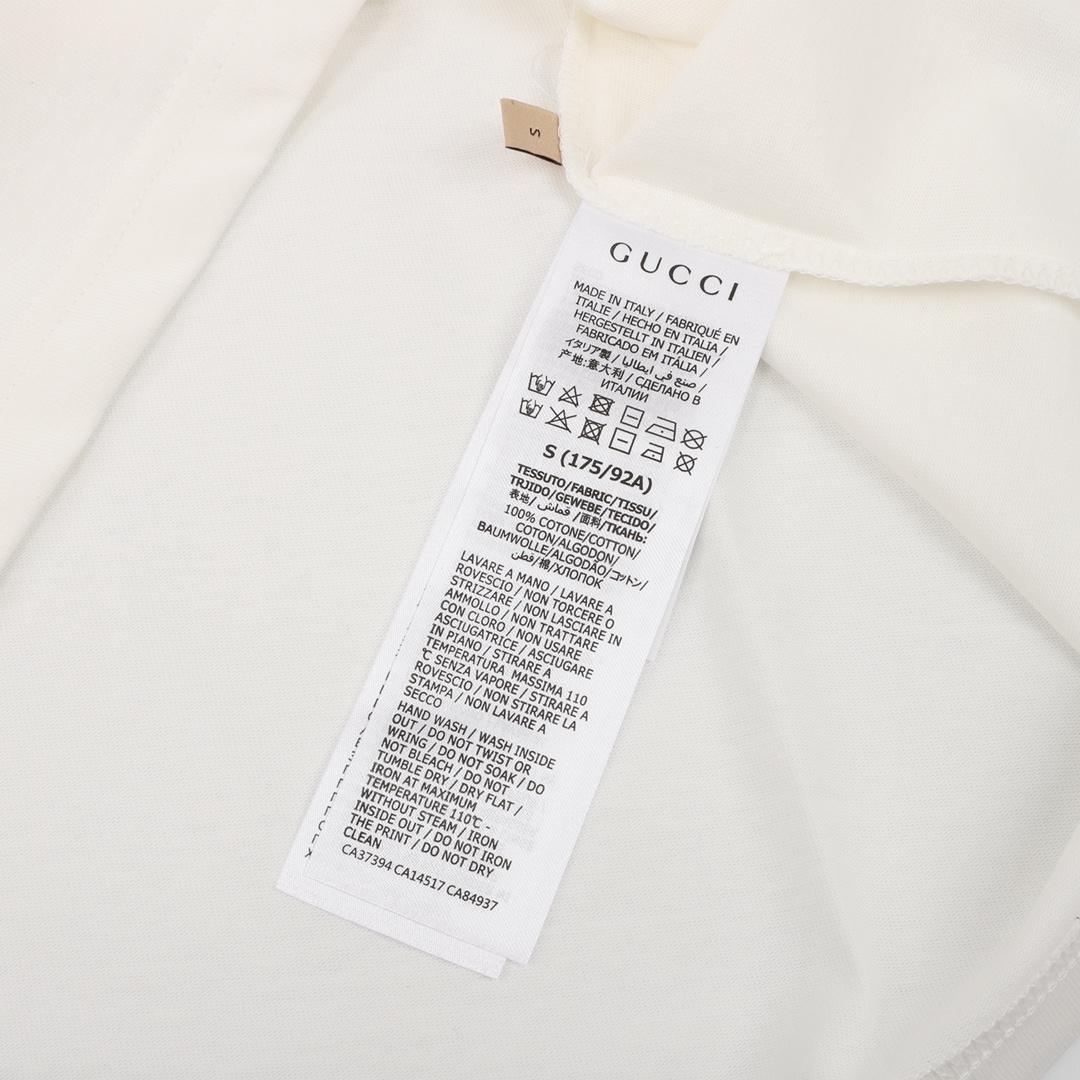 S
GUCCI
MADE IN ITALY / FABRIQUÉ EN
ITALIE / HECHO EN ITALIA /
HERGESTELLT IN ITALIEN /
FABRICADO EM ITÁLIA /
イタリア製 / صنع في ايطاليا /
产地:意大利 / СДЕЛАНО В
ИТАЛИИ
S (175/92A)
TESSUTO/FABRIC/TISSU/
TRJIDO/GEWEBE/TECIDO/
表地/ قماش /面料/ТКАНЬ:
100% COTONE/COTTON/
COTON/ALGODON/
BAUMWOLLE/ALGODÃO/コットン/
قطن/棉/ХЛОПОК
LAVARE A MANO / LAVARE A
ROVESCIO / NON TORCERE O
STRIZZARE / NON LASCIARE IN
AMMOLLO / NON TRATTARE
CON CLORO / NON USARE
ASCIUGATRICE / ASCIUGARE
IN PIANO / STIRARE A
TEMPERATURA MASSIMA 110
℃ SENZA VAPORE / STIRARE A
ROVESCIO / NON STIRARE LA
STAMPA / NON LAVARE A
SECCO
HAND WASH / WASH INSIDE
OUT / DO NOT TWIST OR
WRING / DO NOT SOAK / DO
NOT BLEACH / DO NOT
TUMBLE DRY / DRY FLAT /
IRON AT MAXIMUM
TEMPERATURE 110℃ -
WITHOUT STEAM / IRON
INSIDE OUT / DO NOT IRON
THE PRINT / DO NOT DRY
CLEAN
CA37394 CA14517 CA84937